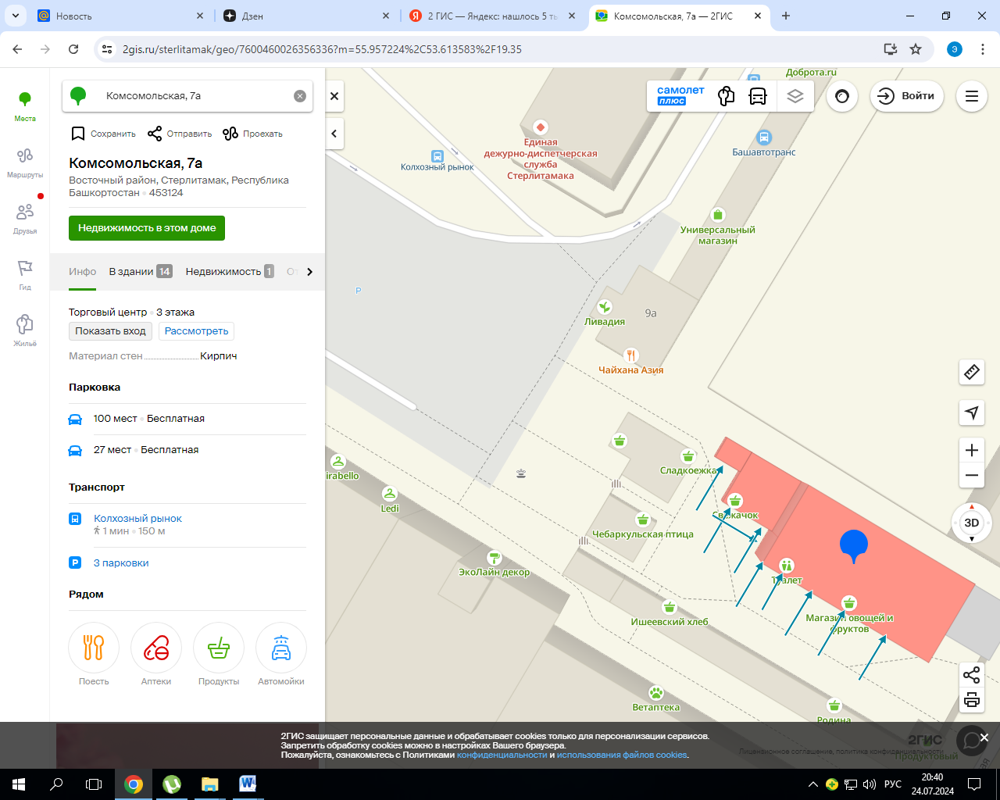 Новость
Дзен
2 ГИС — Яндекс: нашлось 5 ть
Комсомольская, 7а — 2ГИС
2gis.ru/sterlitamak/geo/7600460026356336?m=55.957224%2C53.613583%2F19.35
Э
Места
Маршруты
Друзья
Гид
Жильё
Комсомольская, 7а
Сохранить
Отправить
Проехать
Комсомольская, 7а
Восточный район, Стерлитамак, Республика
Башкортостан • 453124
Недвижимость в этом доме
Инфо
В здании 14
Недвижимость 1
От
Торговый центр • 3 этажа
Показать вход
Рассмотреть
Материал стен
Кирпич
Парковка
100 мест • Бесплатная
27 мест • Бесплатная
Транспорт
Колхозный рынок
1 мин • 150 м
P
3 парковки
Рядом
Поесть
Аптеки
Продукты
Автомойки
Доброта.ru
самолет
плюс
Войти
Единая
дежурно-диспетчерская
служба
Стерлитамака
Колхозный рынок
Башавтотранс
Универсальный
магазин
P
Ливадия
9а
Чайхана Азия
irabello
Ledi
Сладкоежка
Свежачок
Чебаркульская птица
ЭкоЛайн декор
Туалет
Ишеевский хлеб
Магазин овощей и
фруктов
Ветаптека
Родина
3D
2ГИС
Лицензионное соглашение, политика конфиденциальности
Продуктовый
2ГИС защищает персональные данные и обрабатывает cookies только для персонализации сервисов.
Запретить обработку cookies можно в настройках Вашего браузера.
Пожалуйста, ознакомьтесь с Политиками конфиденциальности и использования файлов cookies.
РУС
20:40
24.07.2024